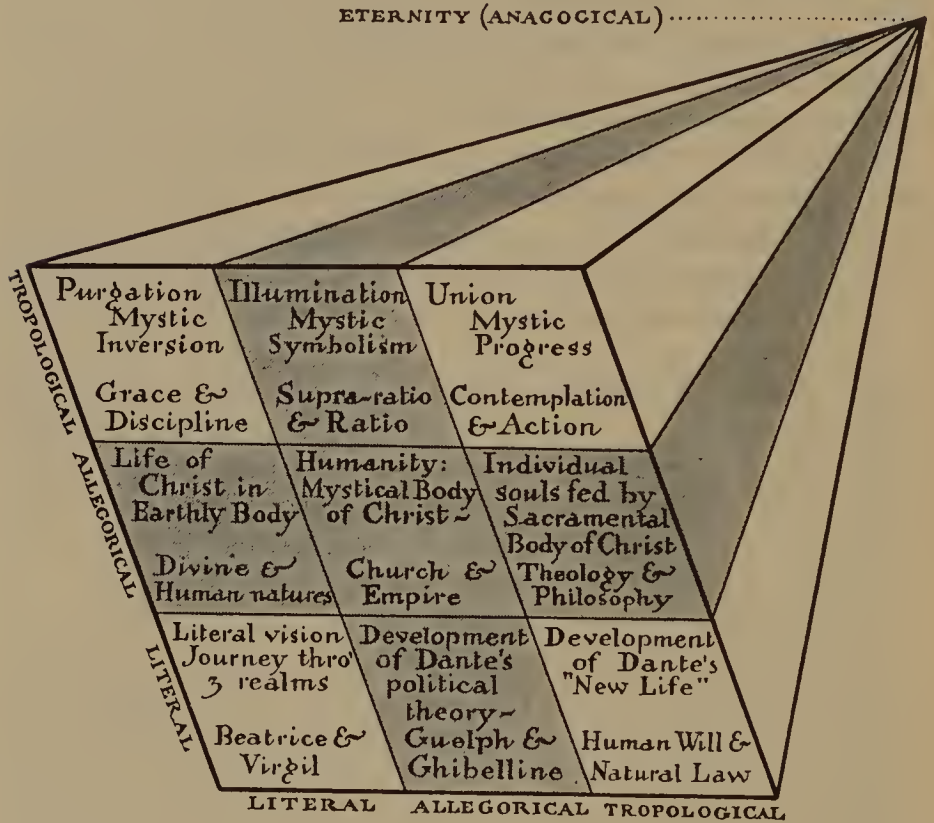 ETERNITY (ANAGOGICAL)
TROPOLOGICAL
Purgation
Mystic
Inversion
Grace &
Discipline
Illumination
Mystic
Symbolism
Supra-ratio
& Ratio
Union
Mystic
Progress
Contemplation
& Action
ALLEGORICAL
Life of
Christ in
Earthly Body
Divine &
Human natures
Humanity:
Mystical Body
of Christ ~
Church &
Empire
Individual
souls fed by
Sacramental
Body of Christ
Theology &
Philosophy
LITERAL
Literal vision
Journey thro'
3 realms
Beatrice &
Virgil
Development
of Dante's
political
theory ~
Guelph &
Ghibelline
Development
of Dante's
"New Life"
Human Will &
Natural Law
LITERAL ALLEGORICAL TROPOLOGICAL